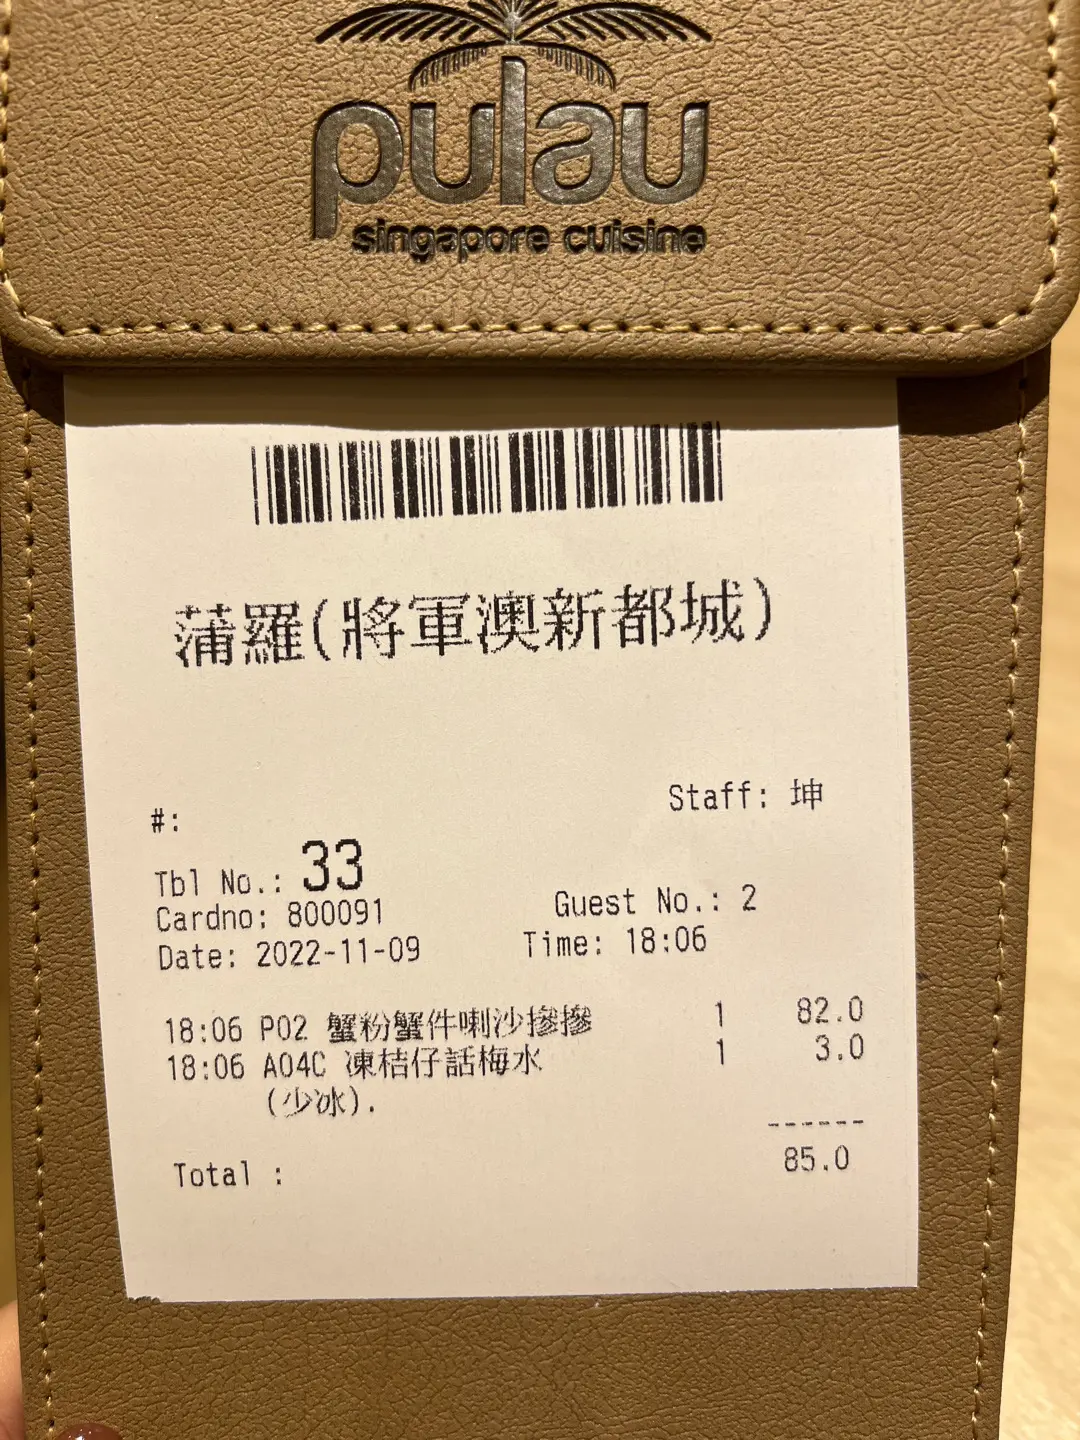 pulau
singapore cuisine
蒲羅(將軍澳新都城)
Staff: 坤
#:
Tbl No.: 33
Cardno: 800091 Guest No.: 2
Date: 2022-11-09 Time: 18:06
18:06 P02 蟹粉蟹件喇沙摻摻 1 82.0
18:06 A04C 凍桔仔話梅水 1 3.0
(少冰).
------
Total : 85.0